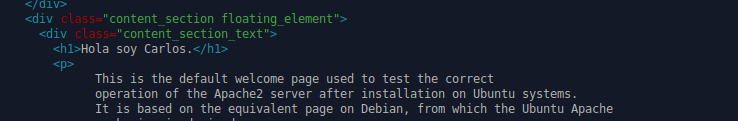 </div>
<div class="content_section floating_element">
<div class="content_section_text">
<h1>Hola soy Carlos.</h1>
<p>
This is the default welcome page used to test the correct
operation of the Apache2 server after installation on Ubuntu systems.
It is based on the equivalent page on Debian, from which the Ubuntu Apache